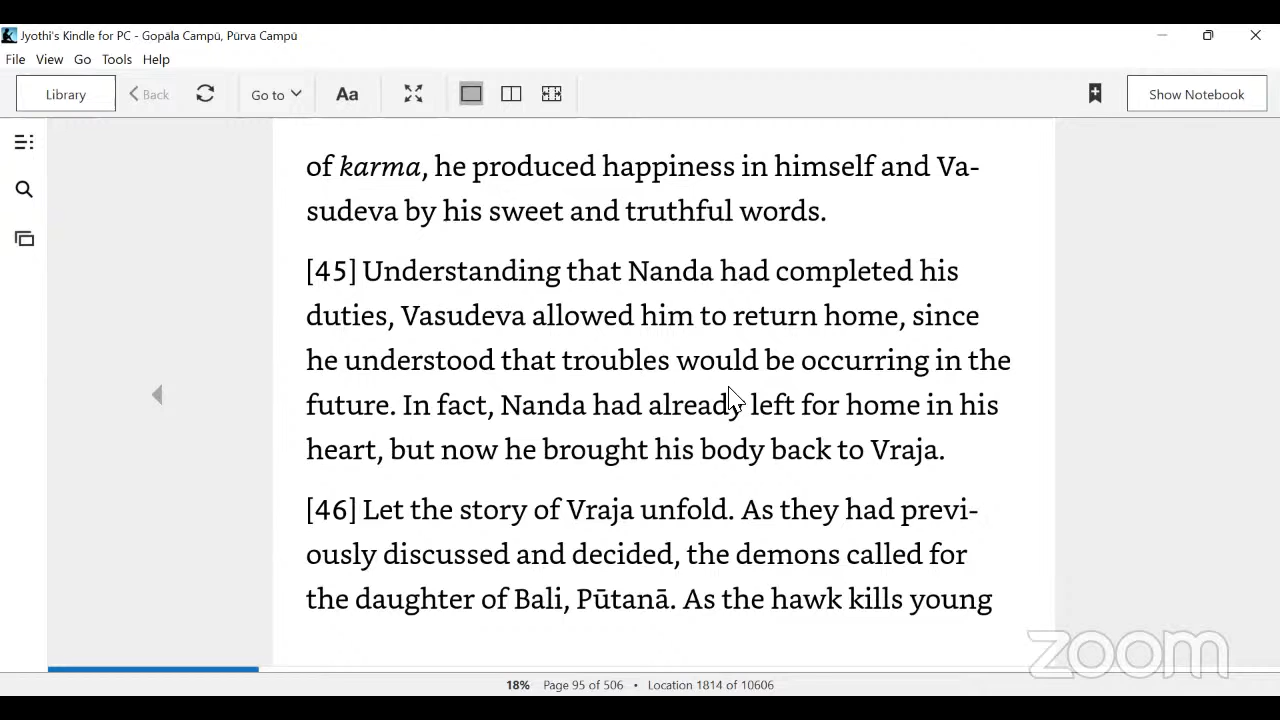 Jyothi's Kindle for PC - Gopāla Campū, Pūrva Campū
File View Go Tools Help
Library Back Go to Aa Show Notebook
of karma, he produced happiness in himself and Va-
sudeva by his sweet and truthful words.
[45] Understanding that Nanda had completed his
duties, Vasudeva allowed him to return home, since
he understood that troubles would be occurring in the
future. In fact, Nanda had already left for home in his
heart, but now he brought his body back to Vraja.
[46] Let the story of Vraja unfold. As they had previ-
ously discussed and decided, the demons called for
the daughter of Bali, Pūtanā. As the hawk kills young
zoom
18% Page 95 of 506 • Location 1814 of 10606